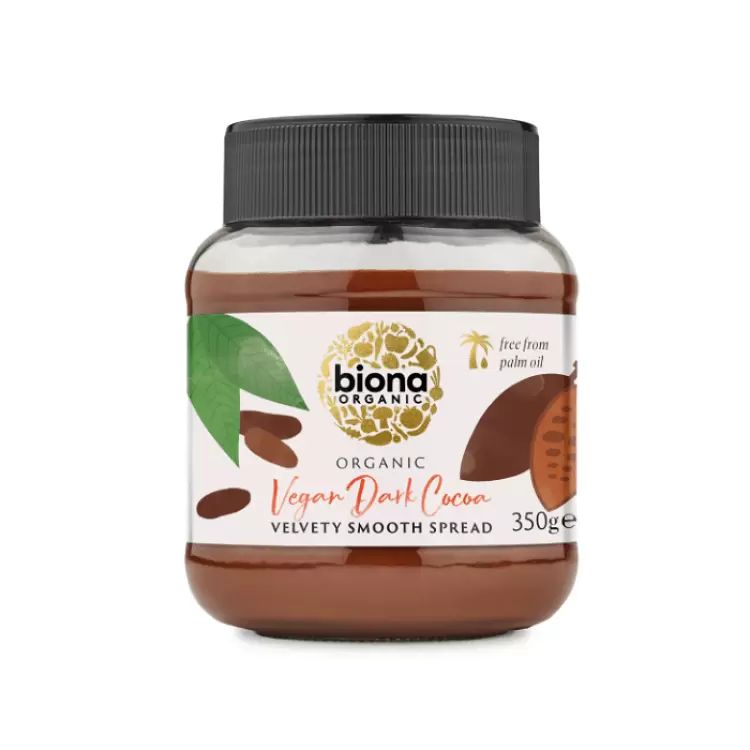 biona
ORGANIC
free from
palm oil
ORGANIC
Vegan Dark Cocoa
VELVETY SMOOTH SPREAD
350g℮